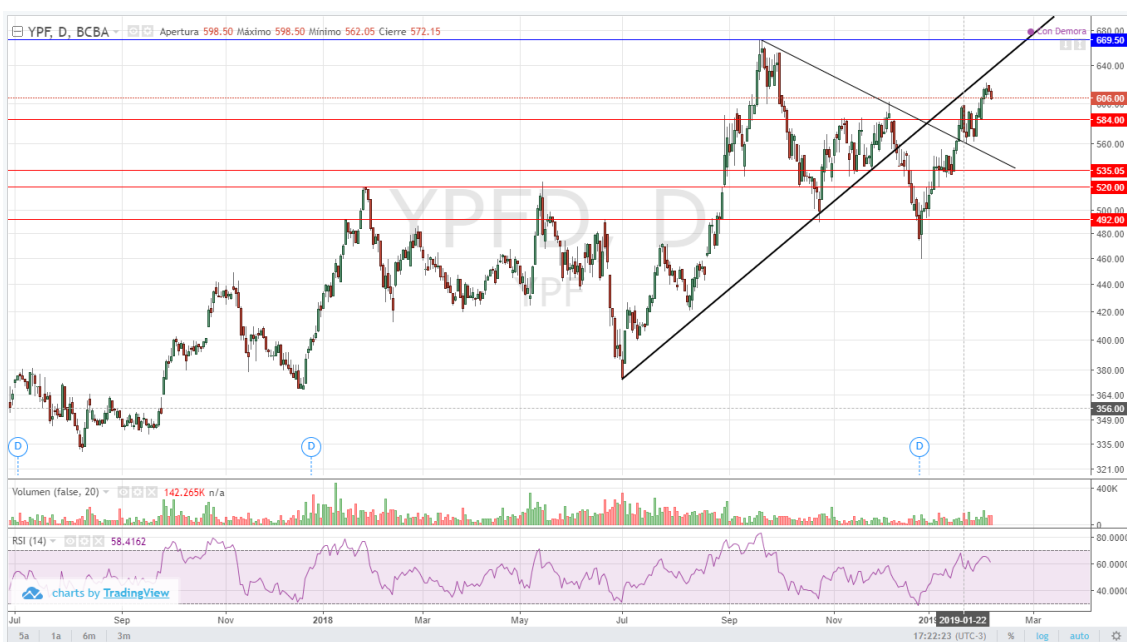 YPF, D, BCBA Apertura 598.50 Máximo 598.50 Mínimo 562.05 Cierre 572.15
Con Demora
680.00
669.50
640.00
606.00
600.00
584.00
560.00
535.05
520.00
500.00
492.00
480.00
460.00
440.00
420.00
400.00
380.00
364.00
356.00
349.00
335.00
321.00
YPFD, D
YPF
D
D
D
Volumen (false, 20) 142.265K n/a
400K
0
RSI (14) 58.4162
80.0000
60.0000
40.0000
charts by TradingView
Jul Sep Nov 2018 Mar May Jul Sep Nov 2019 2019-01-22 Mar
5a 1a 6m 3m 17:22:23 (UTC-3) % log auto